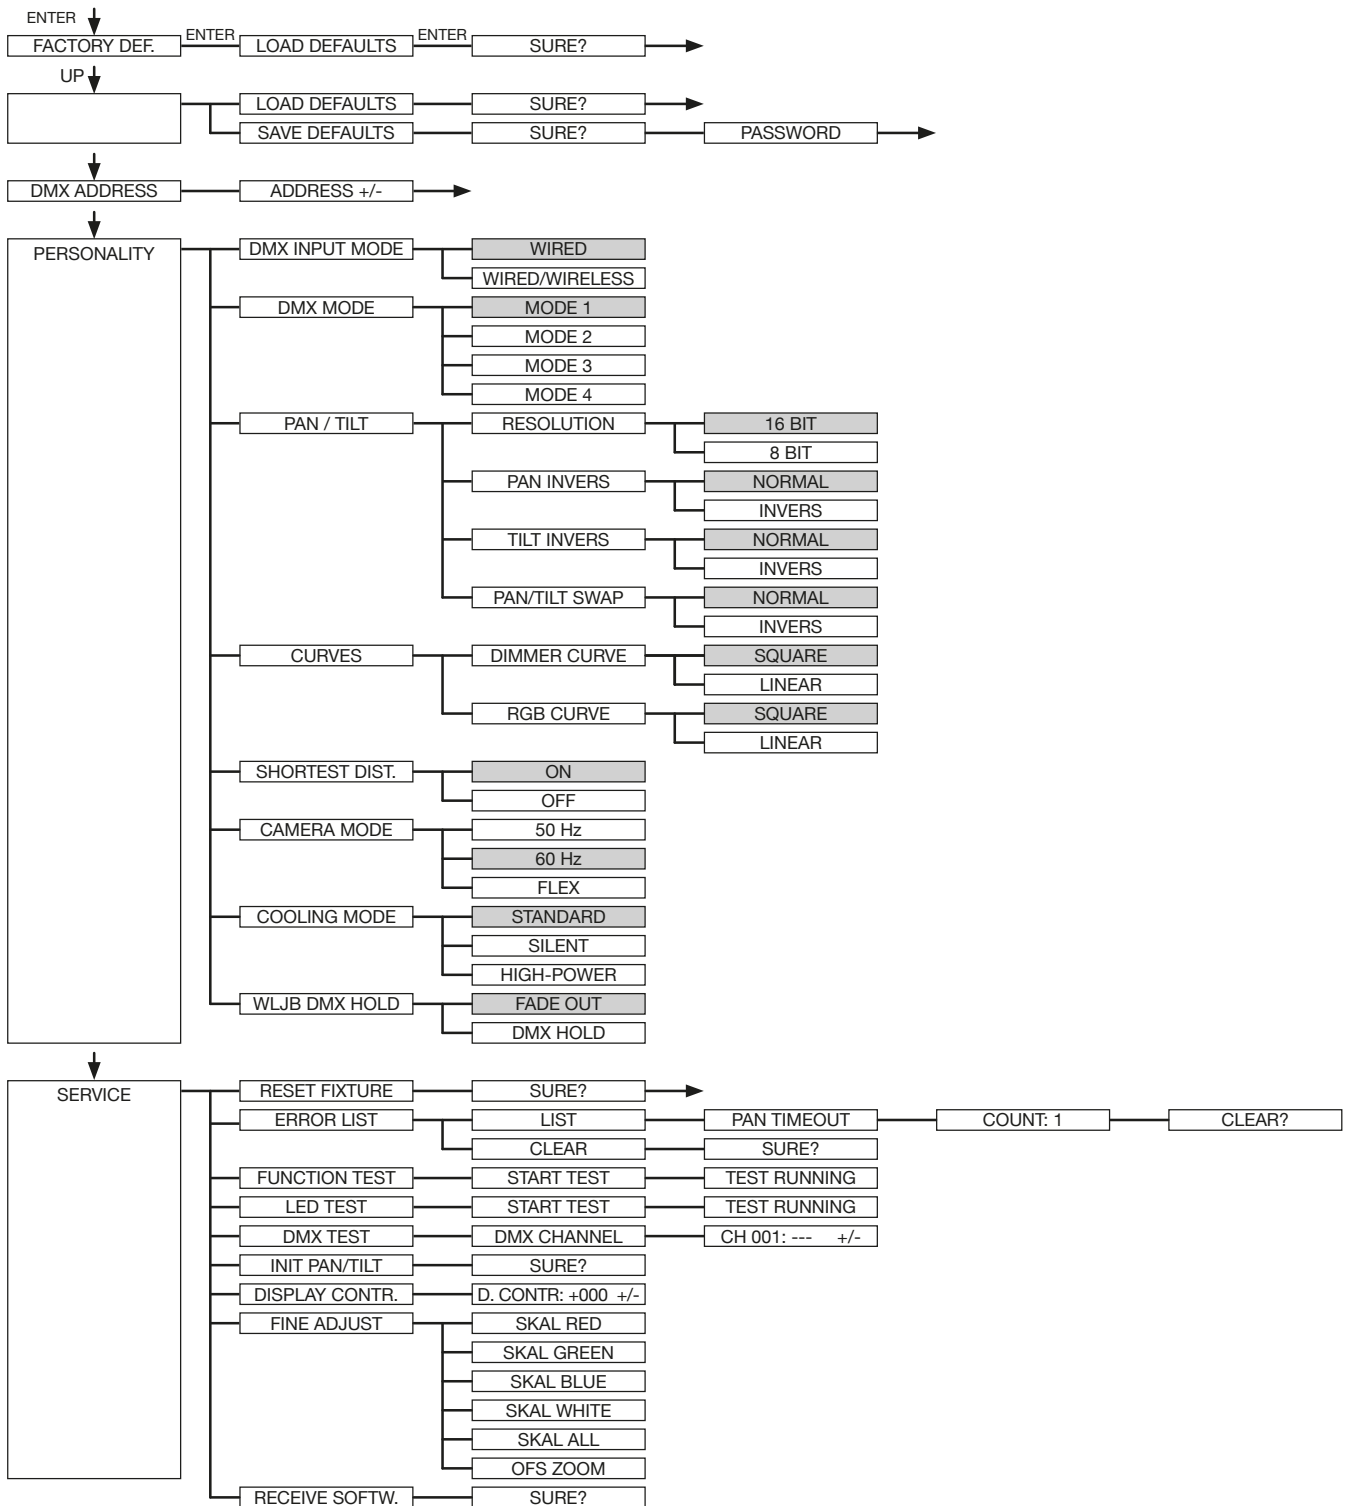 ENTER
FACTORY DEF. ENTER LOAD DEFAULTS ENTER SURE?
UP
LOAD DEFAULTS SURE?
SAVE DEFAULTS SURE? PASSWORD
DMX ADDRESS ADDRESS +/-
PERSONALITY DMX INPUT MODE WIRED
WIRED/WIRELESS
DMX MODE MODE 1
MODE 2
MODE 3
MODE 4
PAN / TILT RESOLUTION 16 BIT
8 BIT
PAN INVERS NORMAL
INVERS
TILT INVERS NORMAL
INVERS
PAN/TILT SWAP NORMAL
INVERS
CURVES DIMMER CURVE SQUARE
LINEAR
RGB CURVE SQUARE
LINEAR
SHORTEST DIST. ON
OFF
CAMERA MODE 50 Hz
60 Hz
FLEX
COOLING MODE STANDARD
SILENT
HIGH-POWER
WLJB DMX HOLD FADE OUT
DMX HOLD
SERVICE RESET FIXTURE SURE?
ERROR LIST LIST PAN TIMEOUT COUNT: 1 CLEAR?
CLEAR SURE?
FUNCTION TEST START TEST TEST RUNNING
LED TEST START TEST TEST RUNNING
DMX TEST DMX CHANNEL CH 001: --- +/-
INIT PAN/TILT SURE?
DISPLAY CONTR. D. CONTR: +000 +/-
FINE ADJUST SKAL RED
SKAL GREEN
SKAL BLUE
SKAL WHITE
SKAL ALL
OFS ZOOM
RECEIVE SOFTW. SURE?